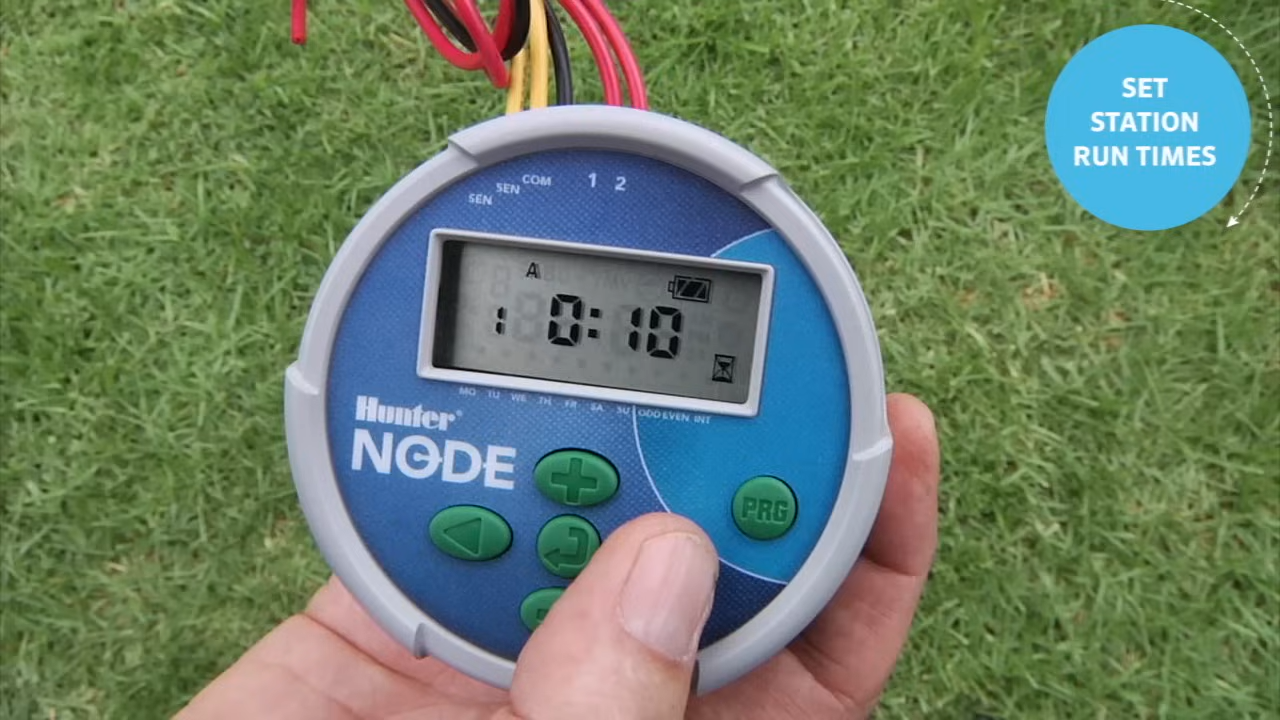 SET
STATION
RUN TIMES
SEN
SEN
COM
1
2
A
1
0:10
MO TU WE TH FR SA SU ODD EVEN INT
Hunter®
NODE
PRG